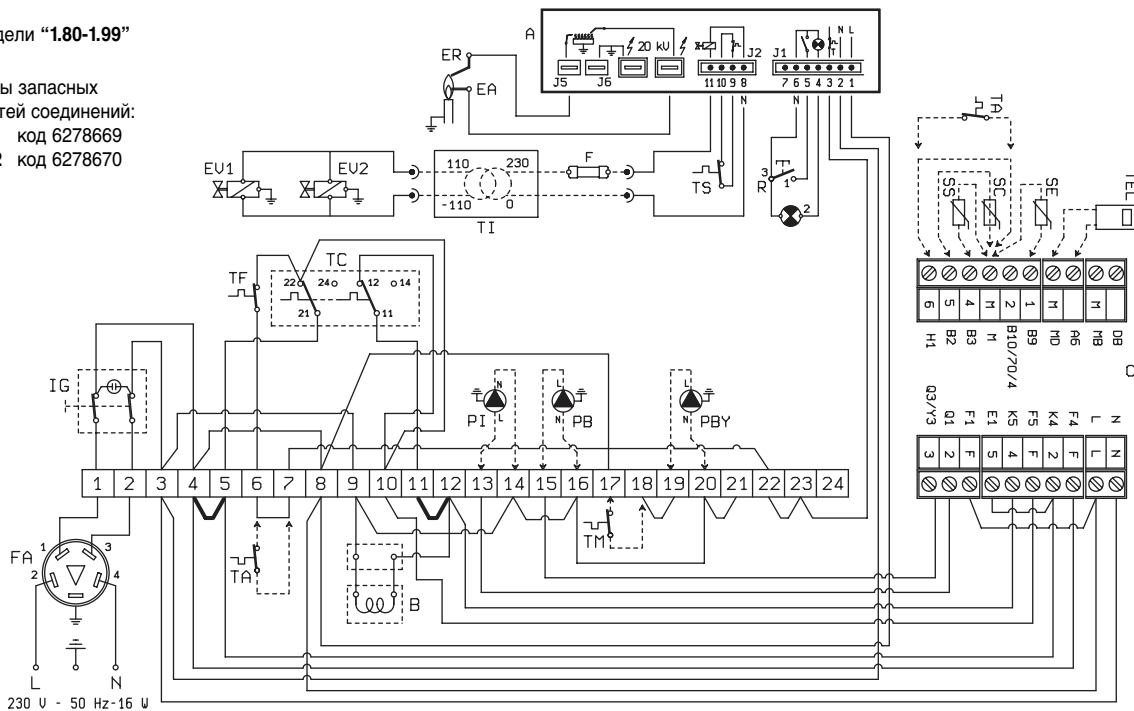 дели “1.80-1.99”
ы запасных
тей соединений:
код 6278669
2 код 6278670
A
20 kV
N L
J5
J6
J2
J1
11 10 9 8
7 6 5 4 3 2 1
N
N
ER
EA
EV1
EV2
110
230
-110
0
TI
F
TS
3
1
R
2
TA
SS
SC
SE
TEL
TF
TC
22
24
12
14
21
11
IG
6 5 4 M 2 1 M M
H1 B2 B3 M B10/70/4 B9 MD A6 MB DB
Q3/Y3 Q1 F1 E1 K5 F5 K4 F4 L N
3 2 F 5 4 F 2 F L N
N
L
PI
L
N
PB
L
N
PBY
1 2 3 4 5 6 7 8 9 10 11 12 13 14 15 16 17 18 19 20 21 22 23 24
FA
1
3
2
4
TA
B
TM
L
N
230 V - 50 Hz-16 W